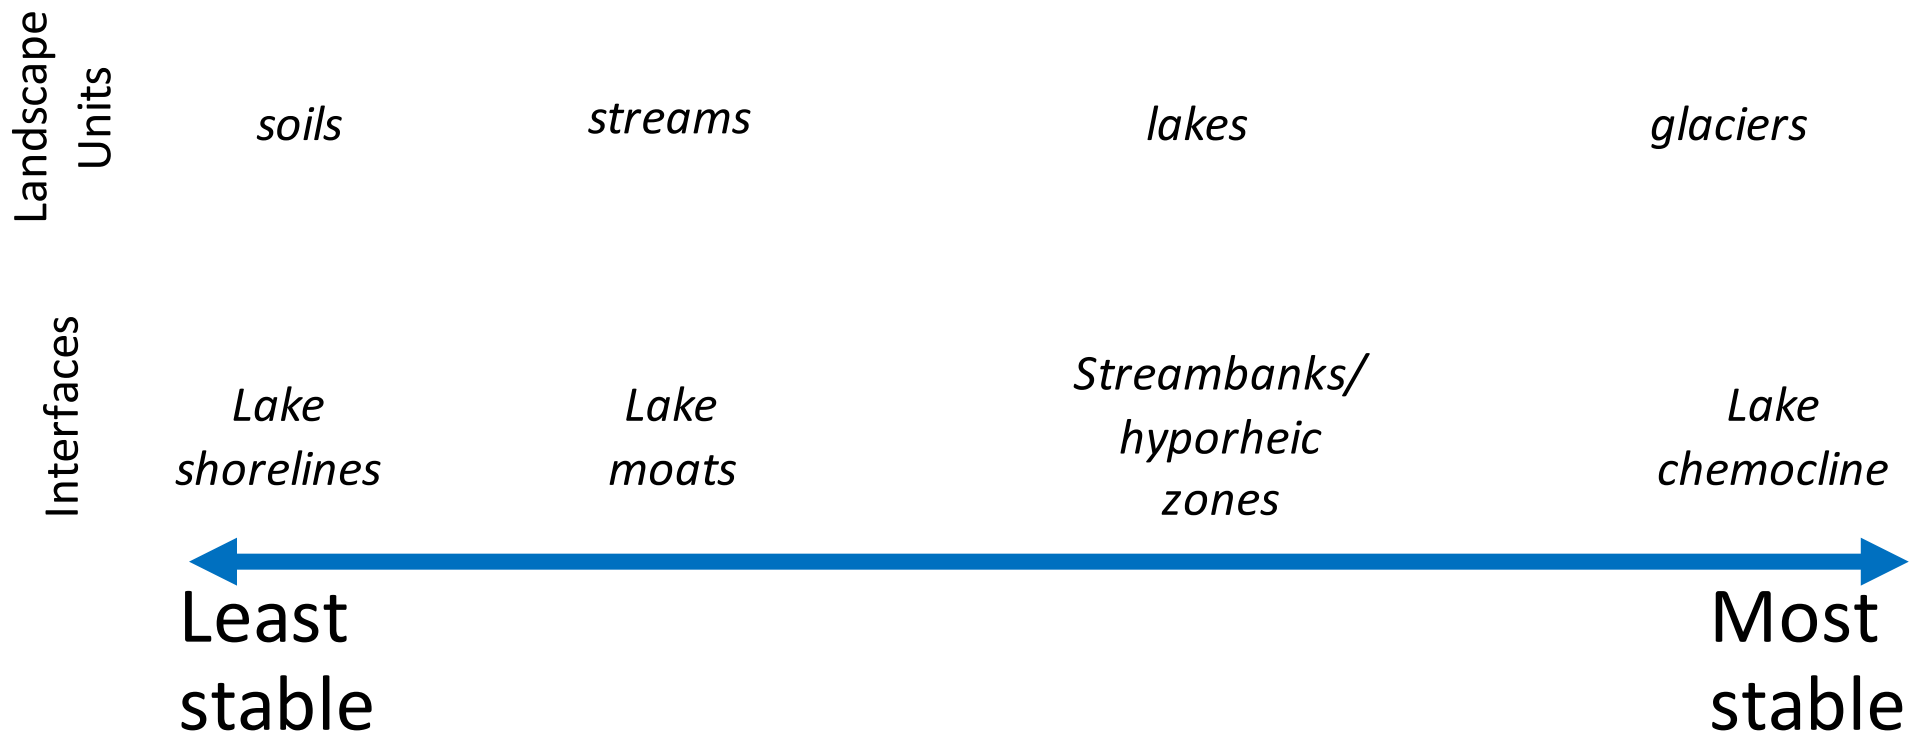 Landscape
Units
soils
streams
lakes
glaciers
Interfaces
Lake
shorelines
Lake
moats
Streambanks/
hyporheic
zones
Lake
chemocline
Least
stable
Most
stable